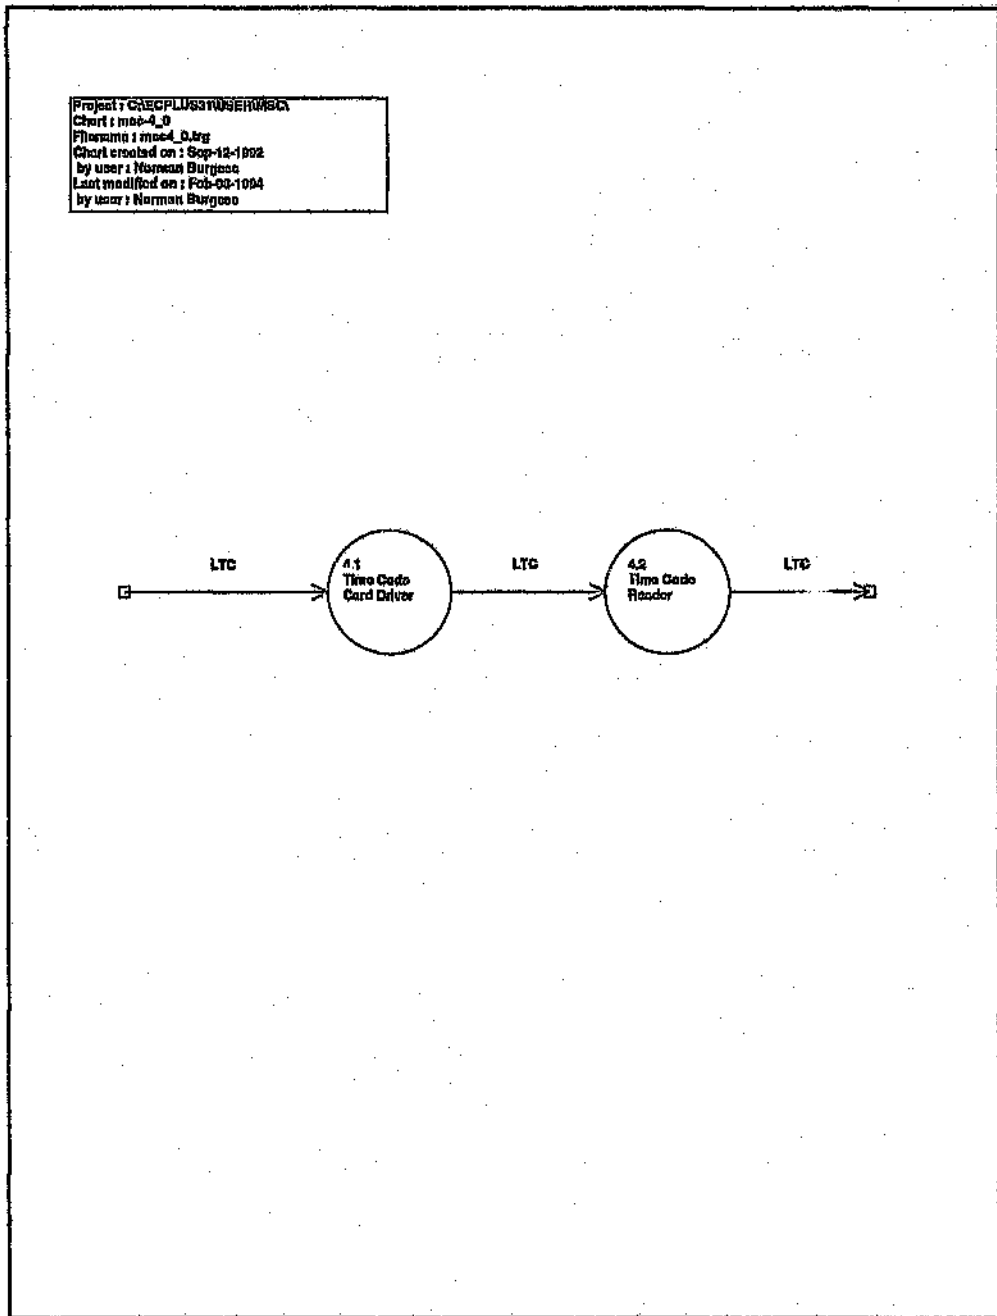 Project : C:\ECPLUS31\USER\MSC\
Chart : msc-4_0
Filename : msc4_0.trg
Chart created on : Sep-12-1992
by user : Norman Burgess
Last modified on : Feb-03-1994
by user : Norman Burgess
LTC
4.1
Time Code
Card Driver
LTC
4.2
Time Code
Reader
LTC